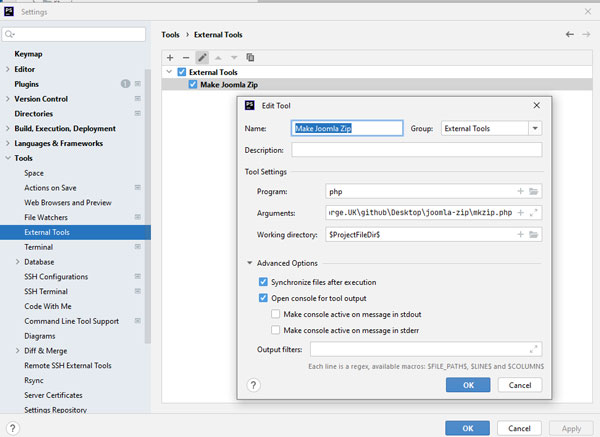 PS Settings
Keymap
Editor
Plugins 1
Version Control
Directories
Build, Execution, Deployment
Languages & Frameworks
Tools
Space
Actions on Save
Web Browsers and Preview
File Watchers
External Tools
Terminal
Database
SSH Configurations
SSH Terminal
Code With Me
Command Line Tool Support
Diagrams
Diff & Merge
Remote SSH External Tools
Rsync
Server Certificates
Settings Repository
?
Tools › External Tools
External Tools
Make Joomla Zip
PS Edit Tool
Name: Make Joomla Zip Group: External Tools
Description:
Tool Settings
Program: php
Arguments: rge.UK\github\Desktop\joomla-zip\mkzip.php
Working directory: $ProjectFileDir$
Advanced Options
Synchronize files after execution
Open console for tool output
Make console active on message in stdout
Make console active on message in stderr
Output filters:
Each line is a regex, available macros: $FILE_PATH$, $LINE$ and $COLUMN$
? OK Cancel
OK Cancel Apply